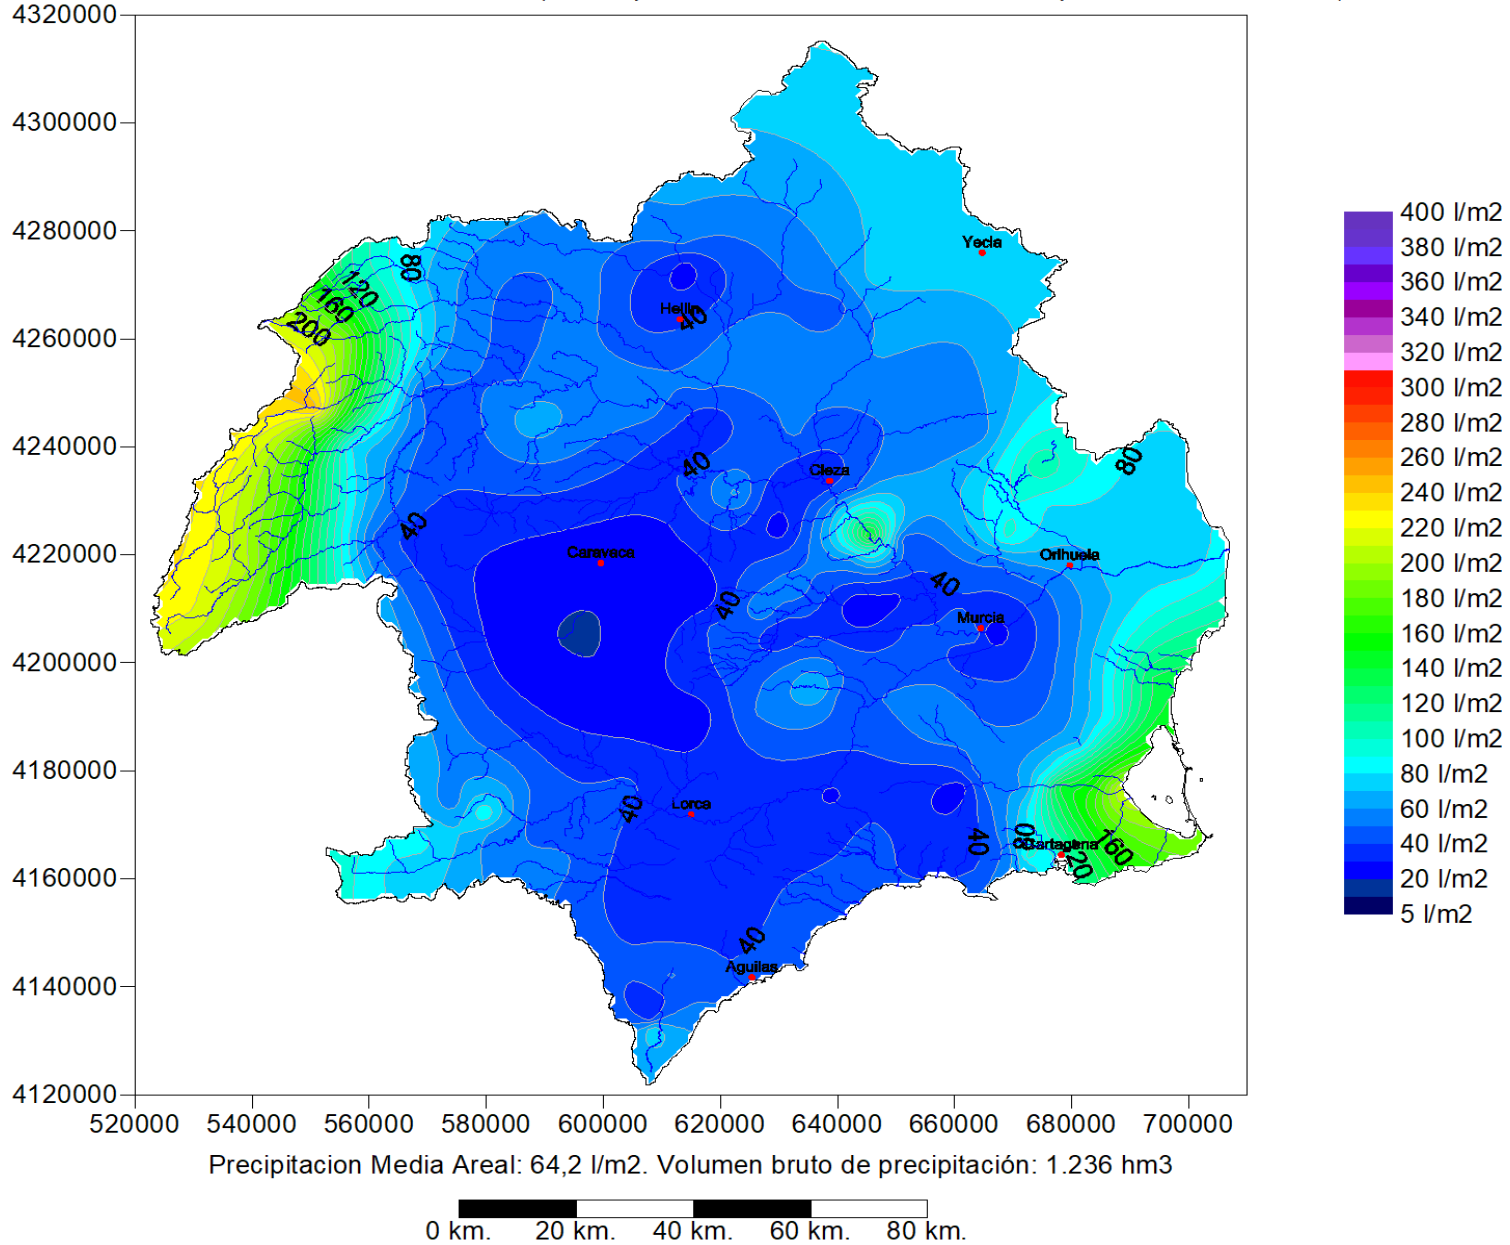 4320000
4300000
4280000
4260000
4240000
4220000
4200000
4180000
4160000
4140000
4120000
520000 540000 560000 580000 600000 620000 640000 660000 680000 700000
Yecla
80
120
160
200
Hellin
40
40
Cieza
80
40
Caravaca
Orihuela
40
40
Murcia
40
Lorca
40
80
Cartagena
120
160
40
Aguilas
400 l/m2
380 l/m2
360 l/m2
340 l/m2
320 l/m2
300 l/m2
280 l/m2
260 l/m2
240 l/m2
220 l/m2
200 l/m2
180 l/m2
160 l/m2
140 l/m2
120 l/m2
100 l/m2
80 l/m2
60 l/m2
40 l/m2
20 l/m2
5 l/m2
Precipitacion Media Areal: 64,2 l/m2. Volumen bruto de precipitación: 1.236 hm3
0 km. 20 km. 40 km. 60 km. 80 km.